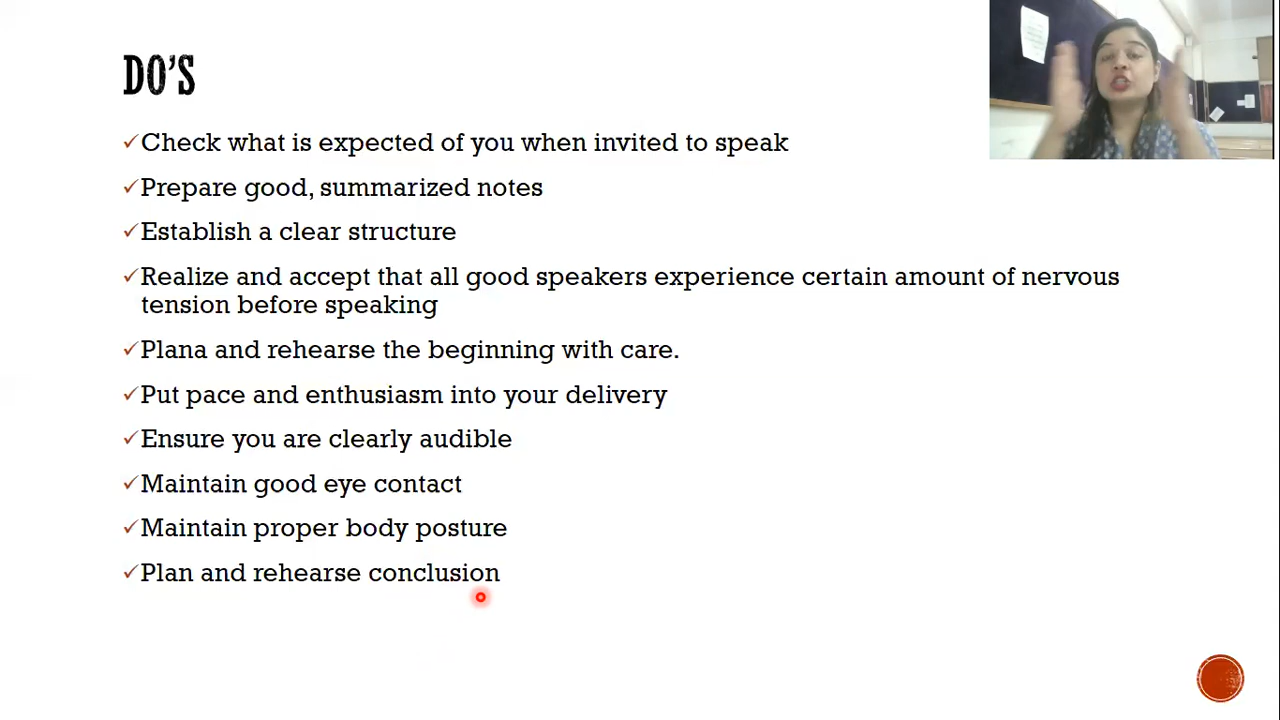 DO'S
✓Check what is expected of you when invited to speak
✓Prepare good, summarized notes
✓Establish a clear structure
✓Realize and accept that all good speakers experience certain amount of nervous
tension before speaking
✓Plana and rehearse the beginning with care.
✓Put pace and enthusiasm into your delivery
✓Ensure you are clearly audible
✓Maintain good eye contact
✓Maintain proper body posture
✓Plan and rehearse conclusion